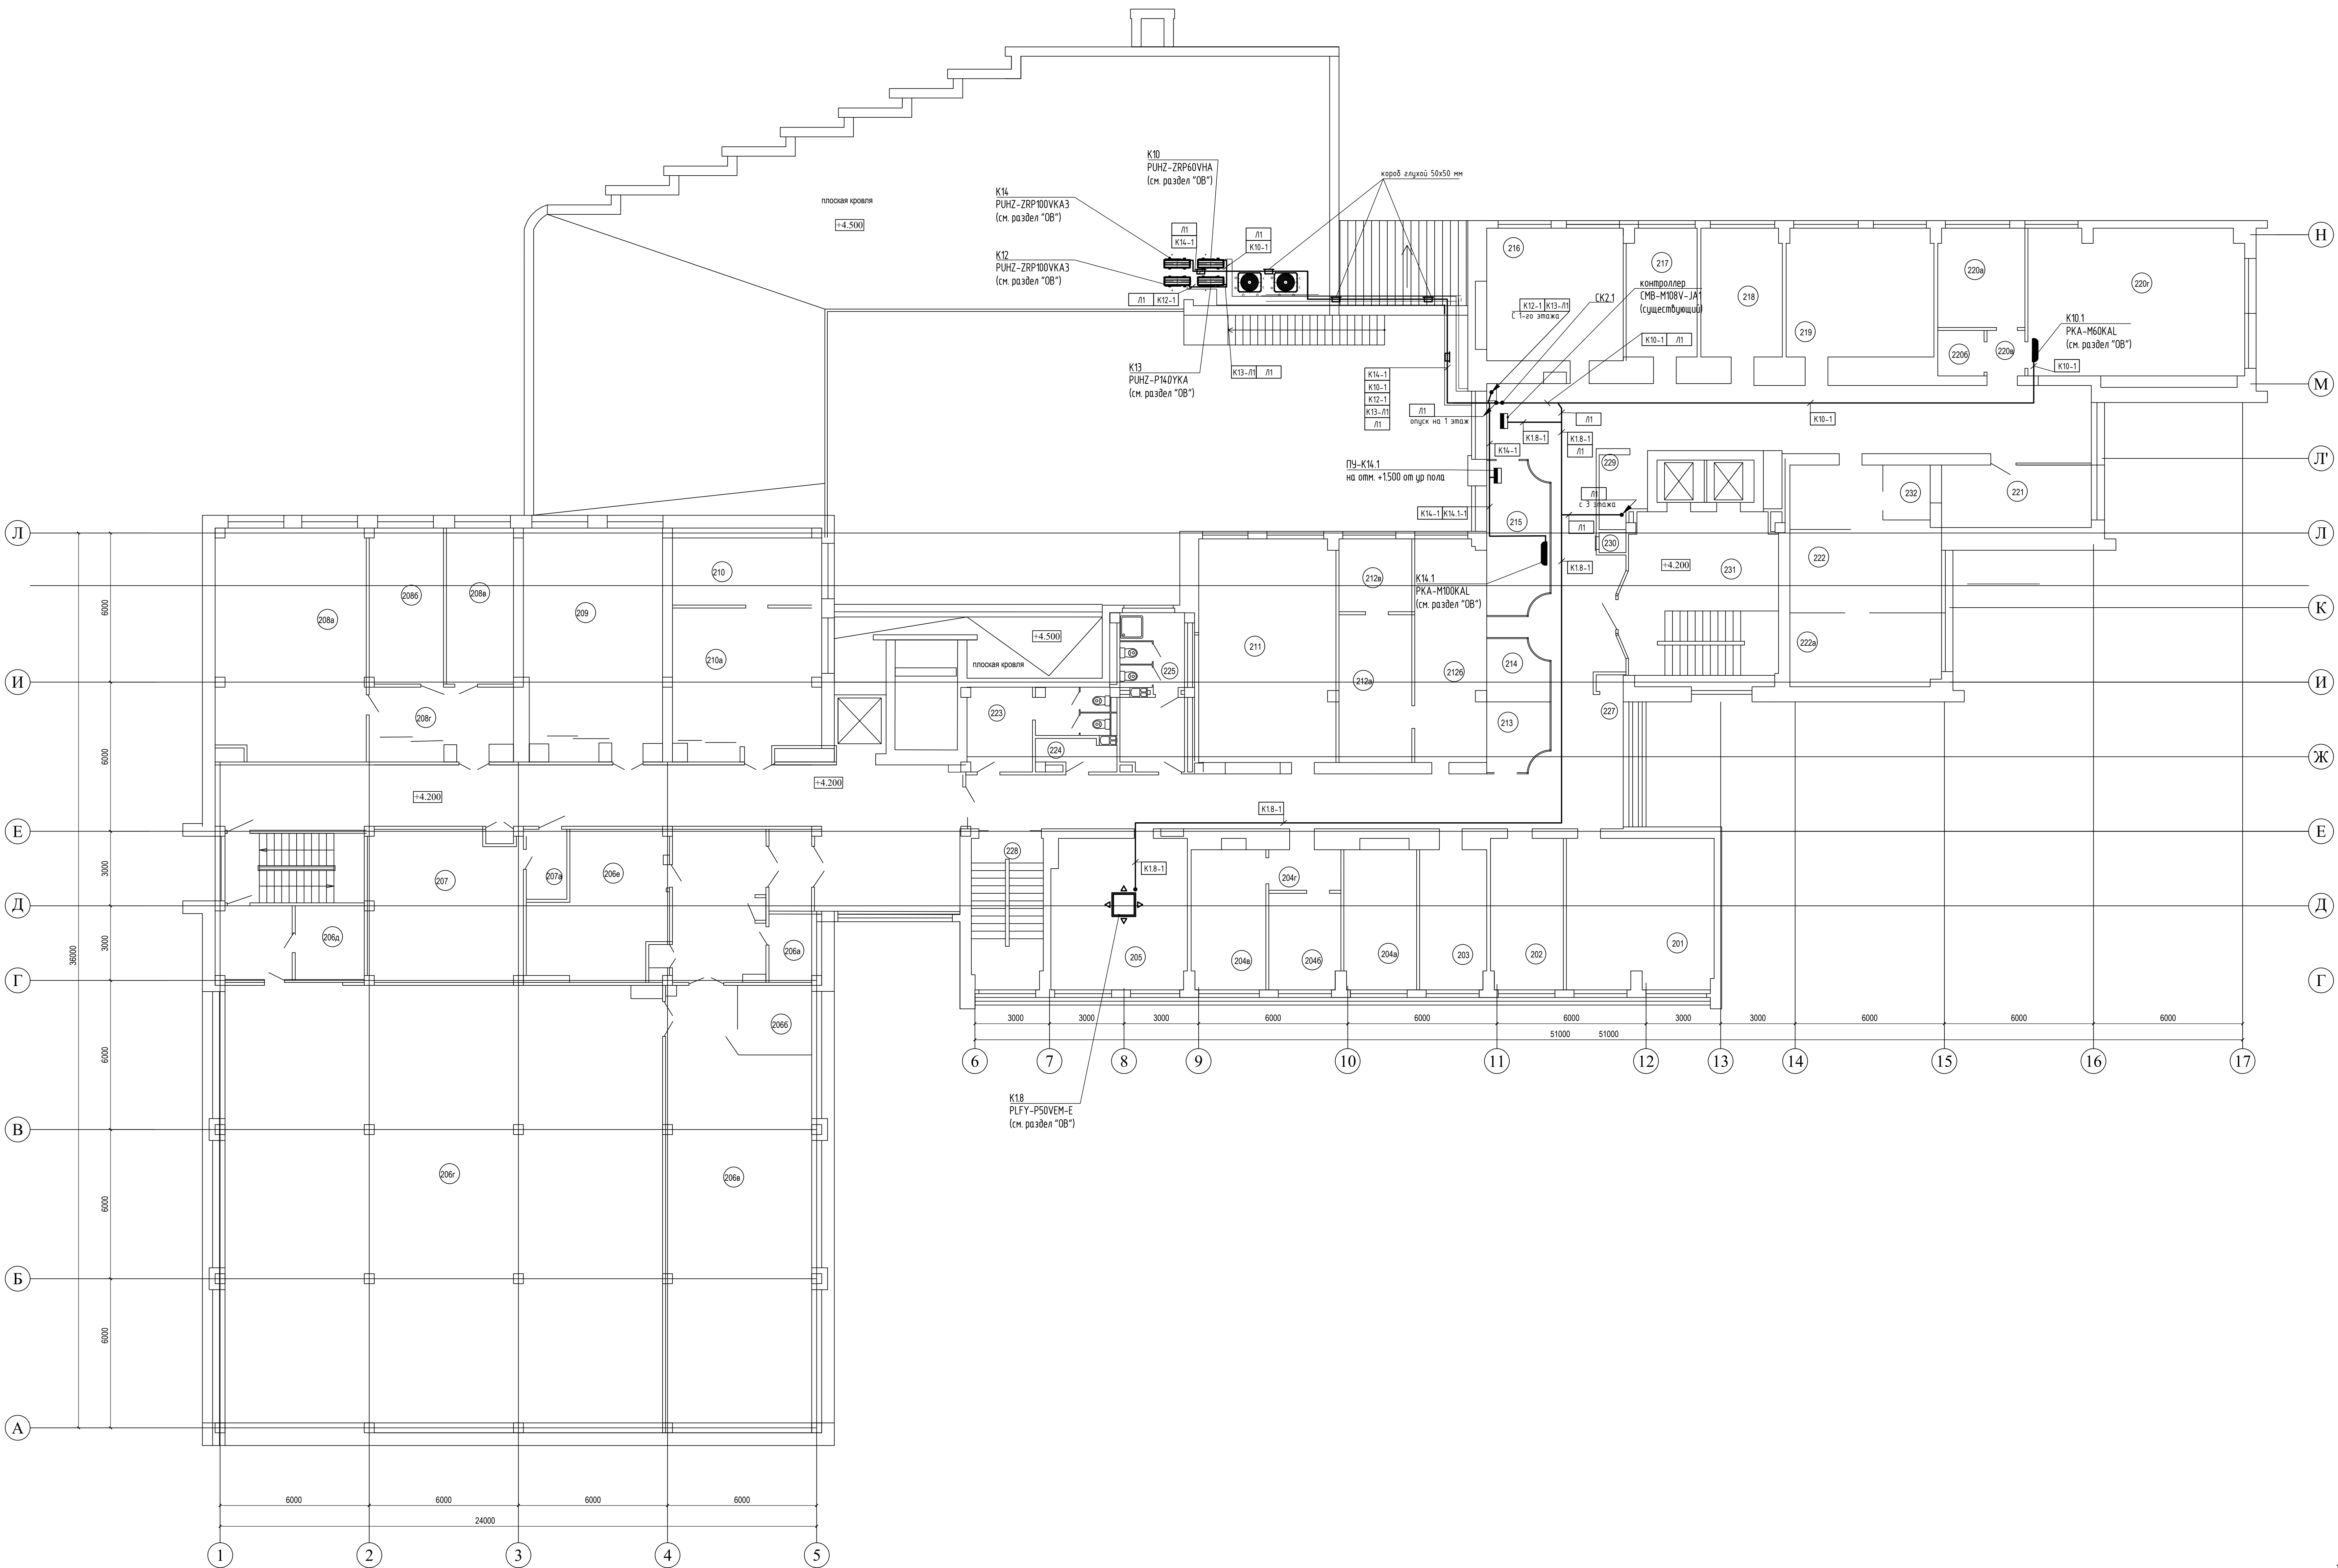 К10
PUHZ-ZRP60VHA
(см. раздел "ОВ")
К14
PUHZ-ZRP100VKA3
(см. раздел "ОВ")
К12
PUHZ-ZRP100VKA3
(см. раздел "ОВ")
К13
PUHZ-P140YKA
(см. раздел "ОВ")
короб глухой 50х50 мм
плоская кровля
+4.500
Л1
К14-1
Л1
К10-1
Л1 К12-1
К13-Л1 Л1
К14-1
К10-1
К12-1
К13-Л1
Л1
К12-1 К13-Л1
С 1-го этажа
СК2.1
контроллер
CMB-M108V-JA1
(существующий)
К10-1 Л1
К10.1
PKA-M60KAL
(см. раздел "ОВ")
К10-1
К10-1
Л1
опуск на 1 этаж
Л1
К1.8-1
К1.8-1
Л1
К14-1
ПУ-К14.1
на отм. +1.500 от ур пола
К14-1 К14.1-1
Л1
с 3 этажа
Л1
К1.8-1
К14.1
PKA-M100KAL
(см. раздел "ОВ")
К1.8-1
К1.8-1
К1.8
PLFY-P50VEM-E
(см. раздел "ОВ")
216
217
218
219
220а
220б
220в
220г
221
232
229
230
231
+4.200
222
222а
227
215
214
213
212в
212а
212б
211
225
223
224
+4.500
плоская кровля
210
210а
209
208в
208б
208а
208г
+4.200
+4.200
207
207а
206е
206д
206а
206б
206г
206в
228
205
204в
204г
204б
204а
203
202
201
Н
М
Л'
Л
К
И
Ж
Е
Д
Г
Л
И
Е
Д
Г
В
Б
А
6000
6000
3000
3000
6000
6000
6000
36000
3000 3000 3000 6000 6000 6000 3000 3000 6000 6000 6000
51000 51000
6 7 8 9 10 11 12 13 14 15 16 17
6000 6000 6000 6000
24000
1 2 3 4 5